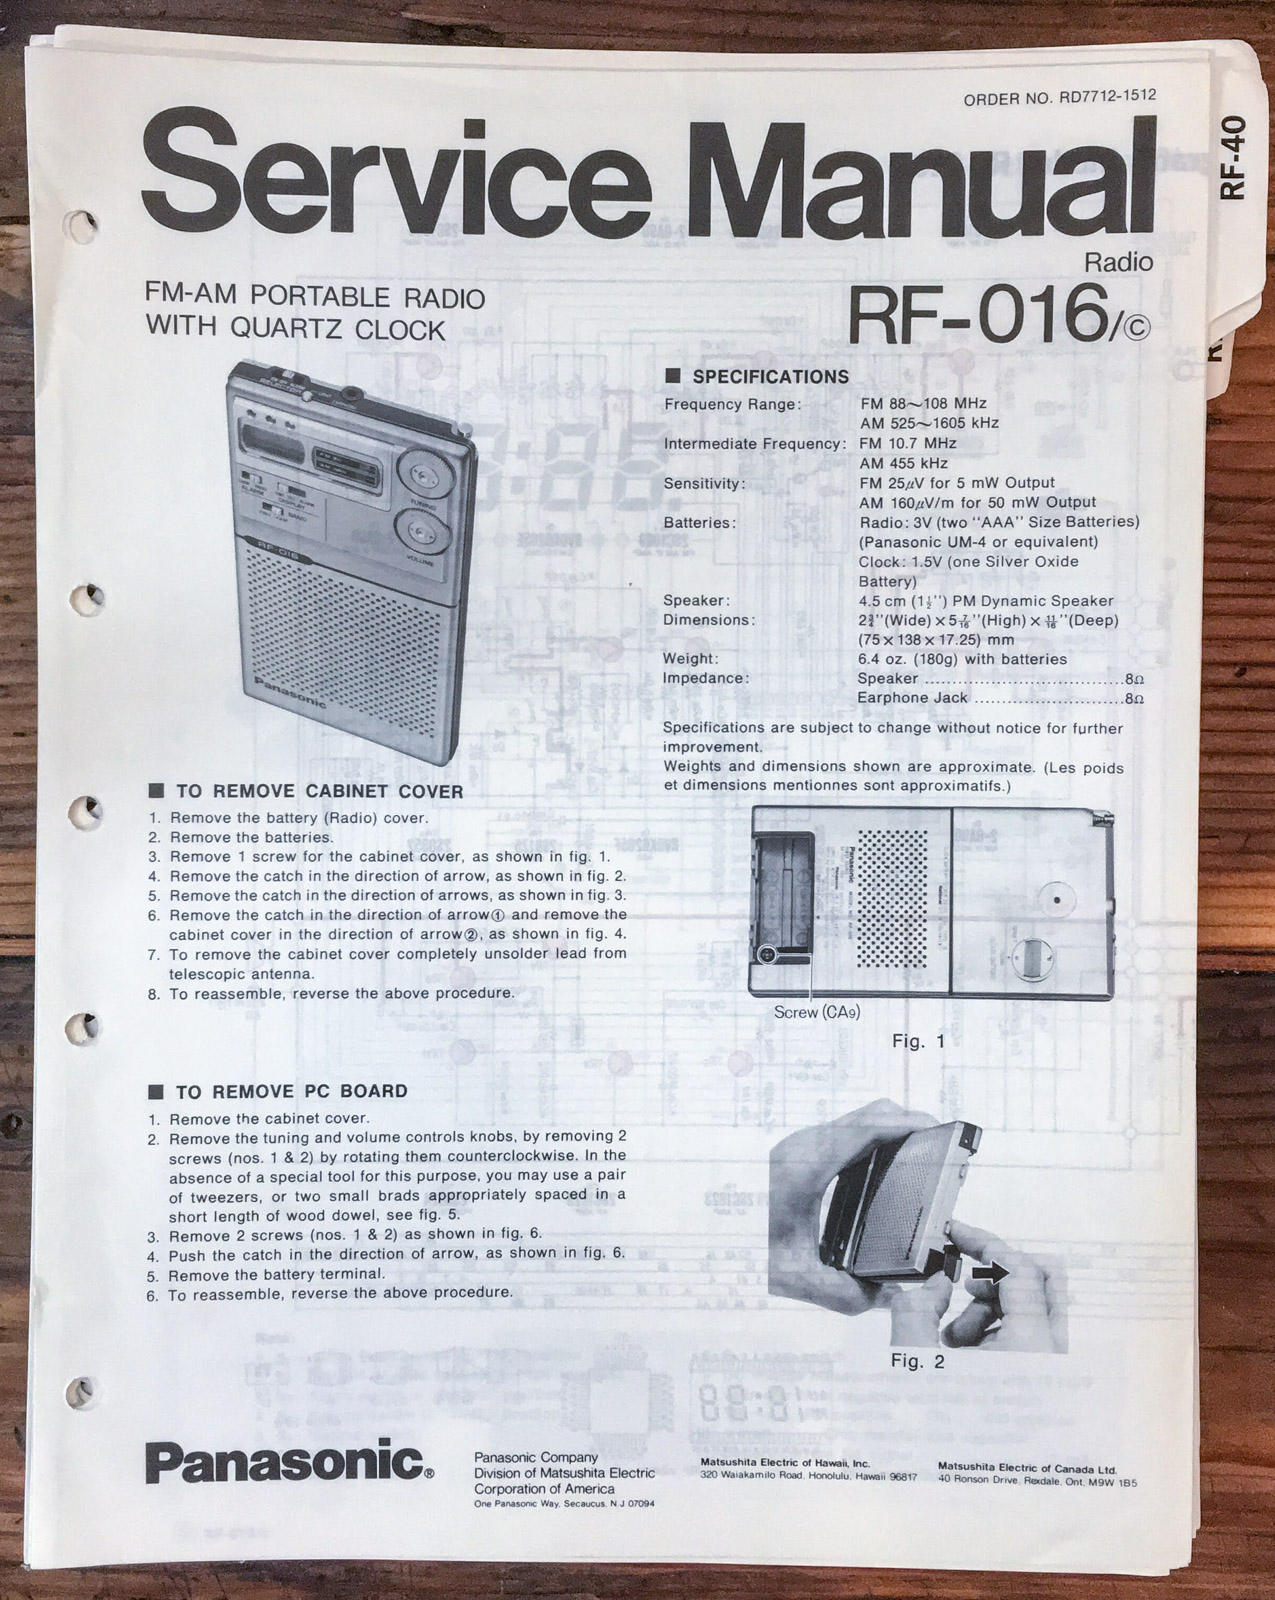 ORDER NO. RD7712-1512
Service Manual
RF-40
Radio
FM-AM PORTABLE RADIO
WITH QUARTZ CLOCK
RF-016/©
■ SPECIFICATIONS
Frequency Range: FM 88～108 MHz
AM 525～1605 kHz
Intermediate Frequency: FM 10.7 MHz
AM 455 kHz
Sensitivity: FM 25μV for 5 mW Output
AM 160μV/m for 50 mW Output
Batteries: Radio: 3V (two "AAA" Size Batteries)
(Panasonic UM-4 or equivalent)
Clock: 1.5V (one Silver Oxide
Battery)
Speaker: 4.5 cm (1½") PM Dynamic Speaker
Dimensions: 2¾"(Wide) × 5 7/16"(High) × 11/16"(Deep)
(75 × 138 × 17.25) mm
Weight: 6.4 oz. (180g) with batteries
Impedance: Speaker ..................................8Ω
Earphone Jack ..........................8Ω
Specifications are subject to change without notice for further
improvement.
Weights and dimensions shown are approximate. (Les poids
et dimensions mentionnes sont approximatifs.)
TUNING
ALARM
DISPLAY
BAND
VOLUME
RF-016
Panasonic
■ TO REMOVE CABINET COVER
1. Remove the battery (Radio) cover.
2. Remove the batteries.
3. Remove 1 screw for the cabinet cover, as shown in fig. 1.
4. Remove the catch in the direction of arrow, as shown in fig. 2.
5. Remove the catch in the direction of arrows, as shown in fig. 3.
6. Remove the catch in the direction of arrow① and remove the
cabinet cover in the direction of arrow②, as shown in fig. 4.
7. To remove the cabinet cover completely unsolder lead from
telescopic antenna.
8. To reassemble, reverse the above procedure.
Panasonic
Screw (CA9)
Fig. 1
■ TO REMOVE PC BOARD
1. Remove the cabinet cover.
2. Remove the tuning and volume controls knobs, by removing 2
screws (nos. 1 & 2) by rotating them counterclockwise. In the
absence of a special tool for this purpose, you may use a pair
of tweezers, or two small brads appropriately spaced in a
short length of wood dowel, see fig. 5.
3. Remove 2 screws (nos. 1 & 2) as shown in fig. 6.
4. Push the catch in the direction of arrow, as shown in fig. 6.
5. Remove the battery terminal.
6. To reassemble, reverse the above procedure.
Panasonic
Fig. 2
Panasonic®
Panasonic Company
Division of Matsushita Electric
Corporation of America
One Panasonic Way, Secaucus, N.J 07094
Matsushita Electric of Hawaii, Inc.
320 Waiakamilo Road, Honolulu, Hawaii 96817
Matsushita Electric of Canada Ltd.
40 Ronson Drive, Rexdale, Ont. M9W 1B5